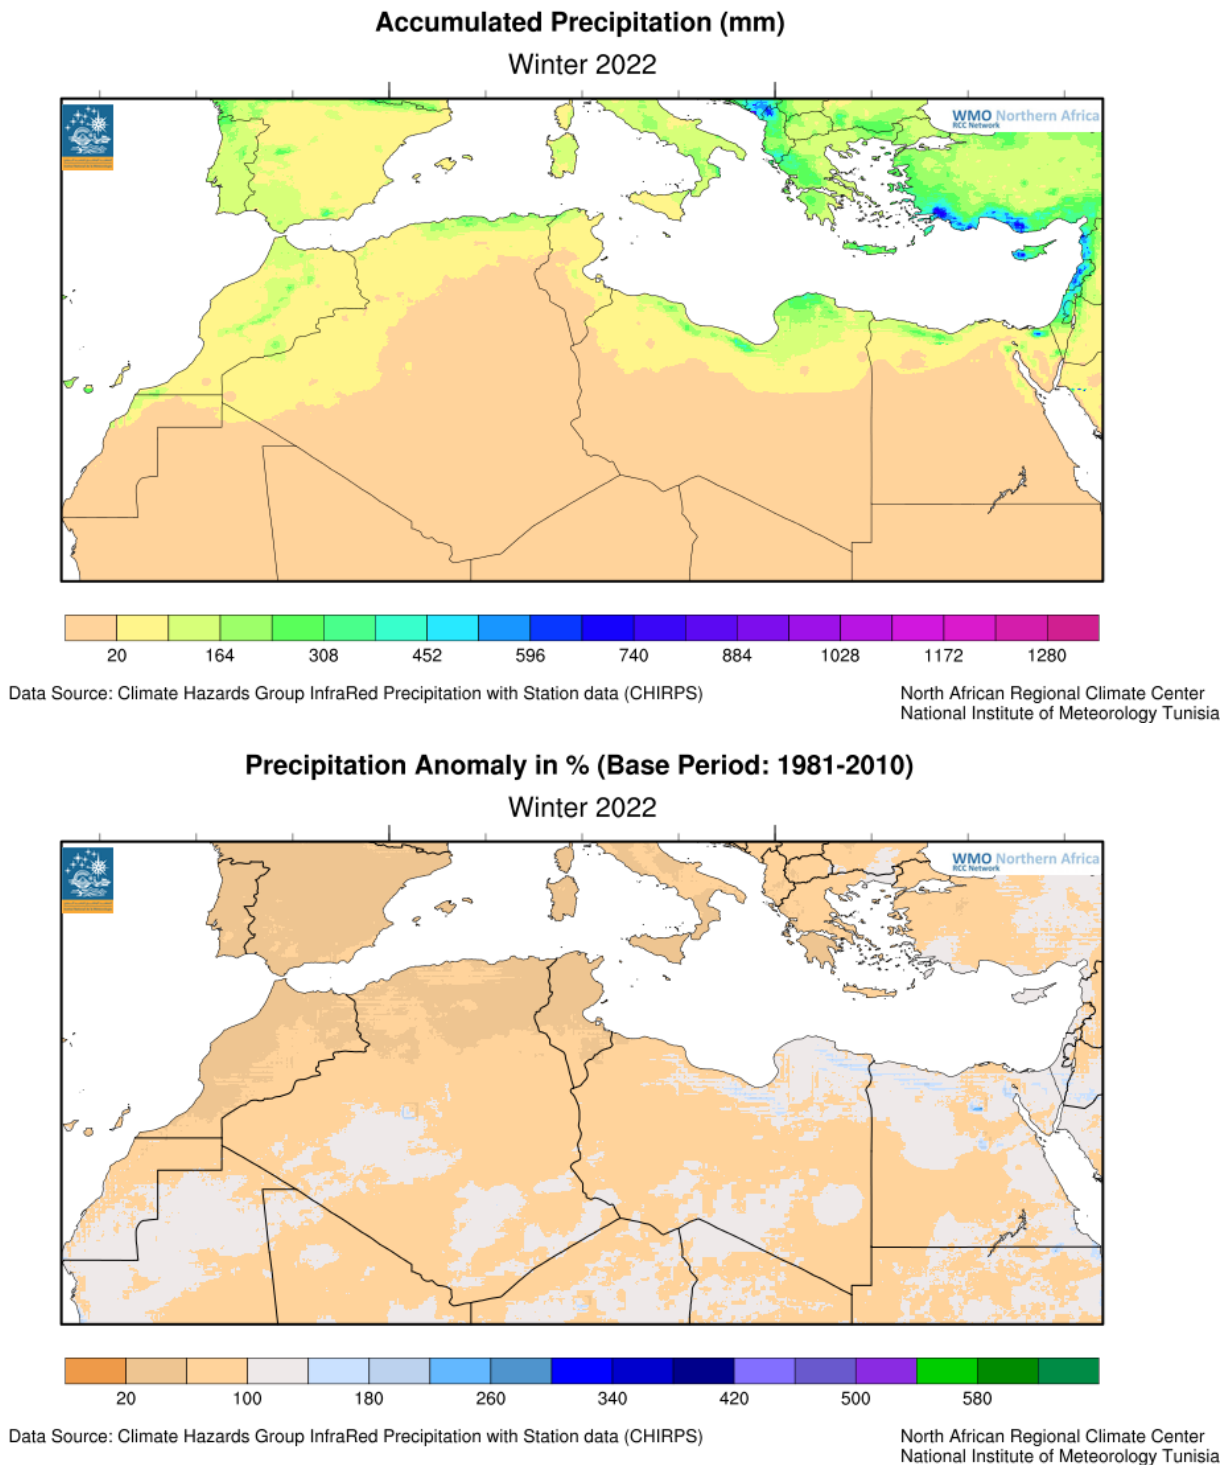 Accumulated Precipitation (mm)
Winter 2022
WMO Northern Africa
RCC Network
20 164 308 452 596 740 884 1028 1172 1280
Data Source: Climate Hazards Group InfraRed Precipitation with Station data (CHIRPS)
North African Regional Climate Center
National Institute of Meteorology Tunisia
Precipitation Anomaly in % (Base Period: 1981-2010)
Winter 2022
WMO Northern Africa
RCC Network
20 100 180 260 340 420 500 580
Data Source: Climate Hazards Group InfraRed Precipitation with Station data (CHIRPS)
North African Regional Climate Center
National Institute of Meteorology Tunisia